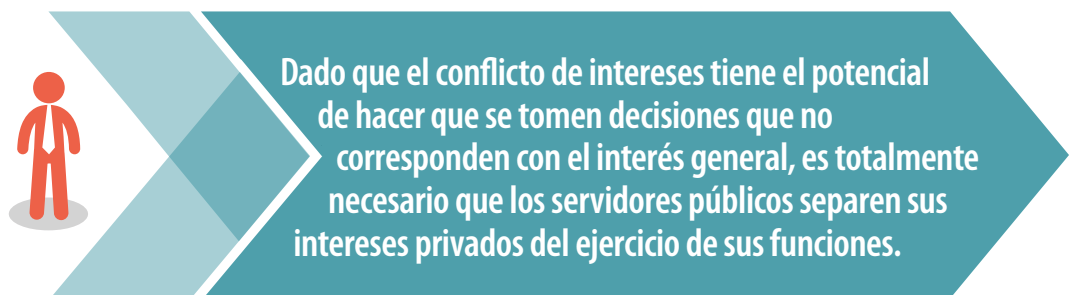 Dado que el conflicto de intereses tiene el potencial
de hacer que se tomen decisiones que no
corresponden con el interés general, es totalmente
necesario que los servidores públicos separen sus
intereses privados del ejercicio de sus funciones.